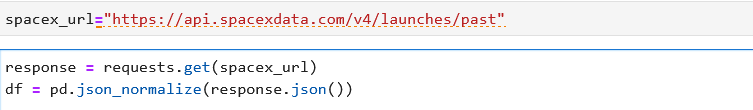 spacex_url="https://api.spacexdata.com/v4/launches/past"
response = requests.get(spacex_url)
df = pd.json_normalize(response.json())